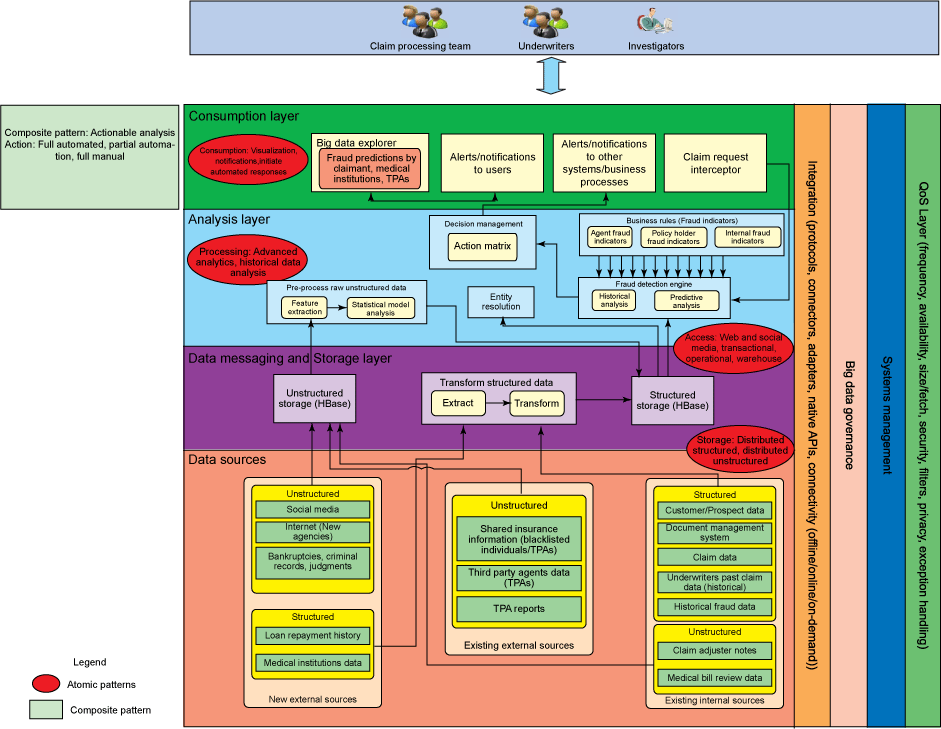 Claim processing team
Underwriters
Investigators
Composite pattern: Actionable analysis
Action: Full automated, partial automa-
tion, full manual
Consumption layer
Consumption: Visualization,
notifications,initiate
automated responses
Big data explorer
Fraud predictions by
claimant, medical
institutions, TPAs
Alerts/notifications
to users
Alerts/notifications
to other
systems/business
processes
Claim request
interceptor
Analysis layer
Processing: Advanced
analytics, historical data
analysis
Decision management
Action matrix
Business rules (Fraud indicators)
Agent fraud
indicators
Policy holder
fraud indicators
Internal fraud
indicators
Pre-process raw unstructured data
Feature
extraction
Statistical model
analysis
Entity
resolution
Fraud detection engine
Historical
analysis
Predictive
analysis
Access: Web and social
media, transactional,
operational, warehouse
Data messaging and Storage layer
Unstructured
storage (HBase)
Transform structured data
Extract
Transform
Structured
storage (HBase)
Storage: Distributed
structured, distributed
unstructured
Data sources
Unstructured
Social media
Internet (New
agencies)
Bankruptcies, criminal
records, judgments
Structured
Loan repayment history
Medical institutions data
New external sources
Unstructured
Shared insurance
information (blacklisted
individuals/TPAs)
Third party agents data
(TPAs)
TPA reports
Existing external sources
Structured
Customer/Prospect data
Document management
system
Claim data
Underwriters past claim
data (historical)
Historical fraud data
Unstructured
Claim adjuster notes
Medical bill review data
Existing internal sources
Integration (protocols, connectors, adapters, native APIs, connectivity (offline/online/on-demand))
Big data governance
Systems management
QoS Layer (frequency, availability, size/fetch, security, filters, privacy, exception handling)
Legend
Atomic patterns
Composite pattern